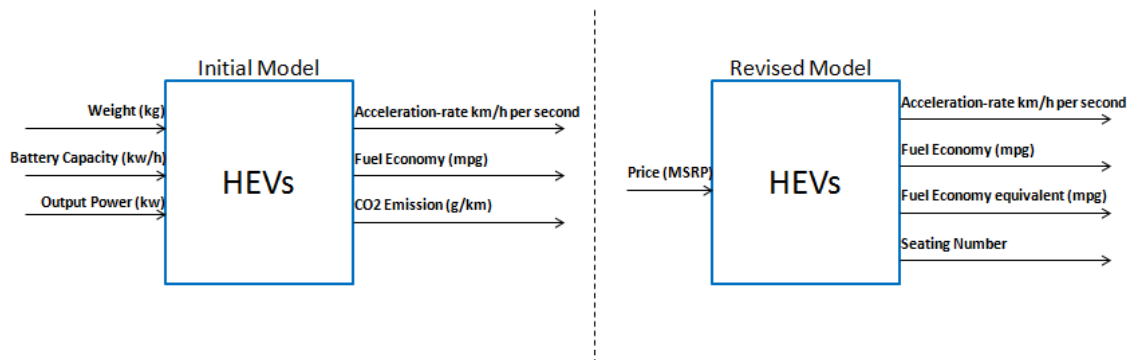 Initial Model
Weight (kg)
Battery Capacity (kw/h)
Output Power (kw)
HEVs
Acceleration-rate km/h per second
Fuel Economy (mpg)
CO2 Emission (g/km)
Revised Model
Price (MSRP)
HEVs
Acceleration-rate km/h per second
Fuel Economy (mpg)
Fuel Economy equivalent (mpg)
Seating Number